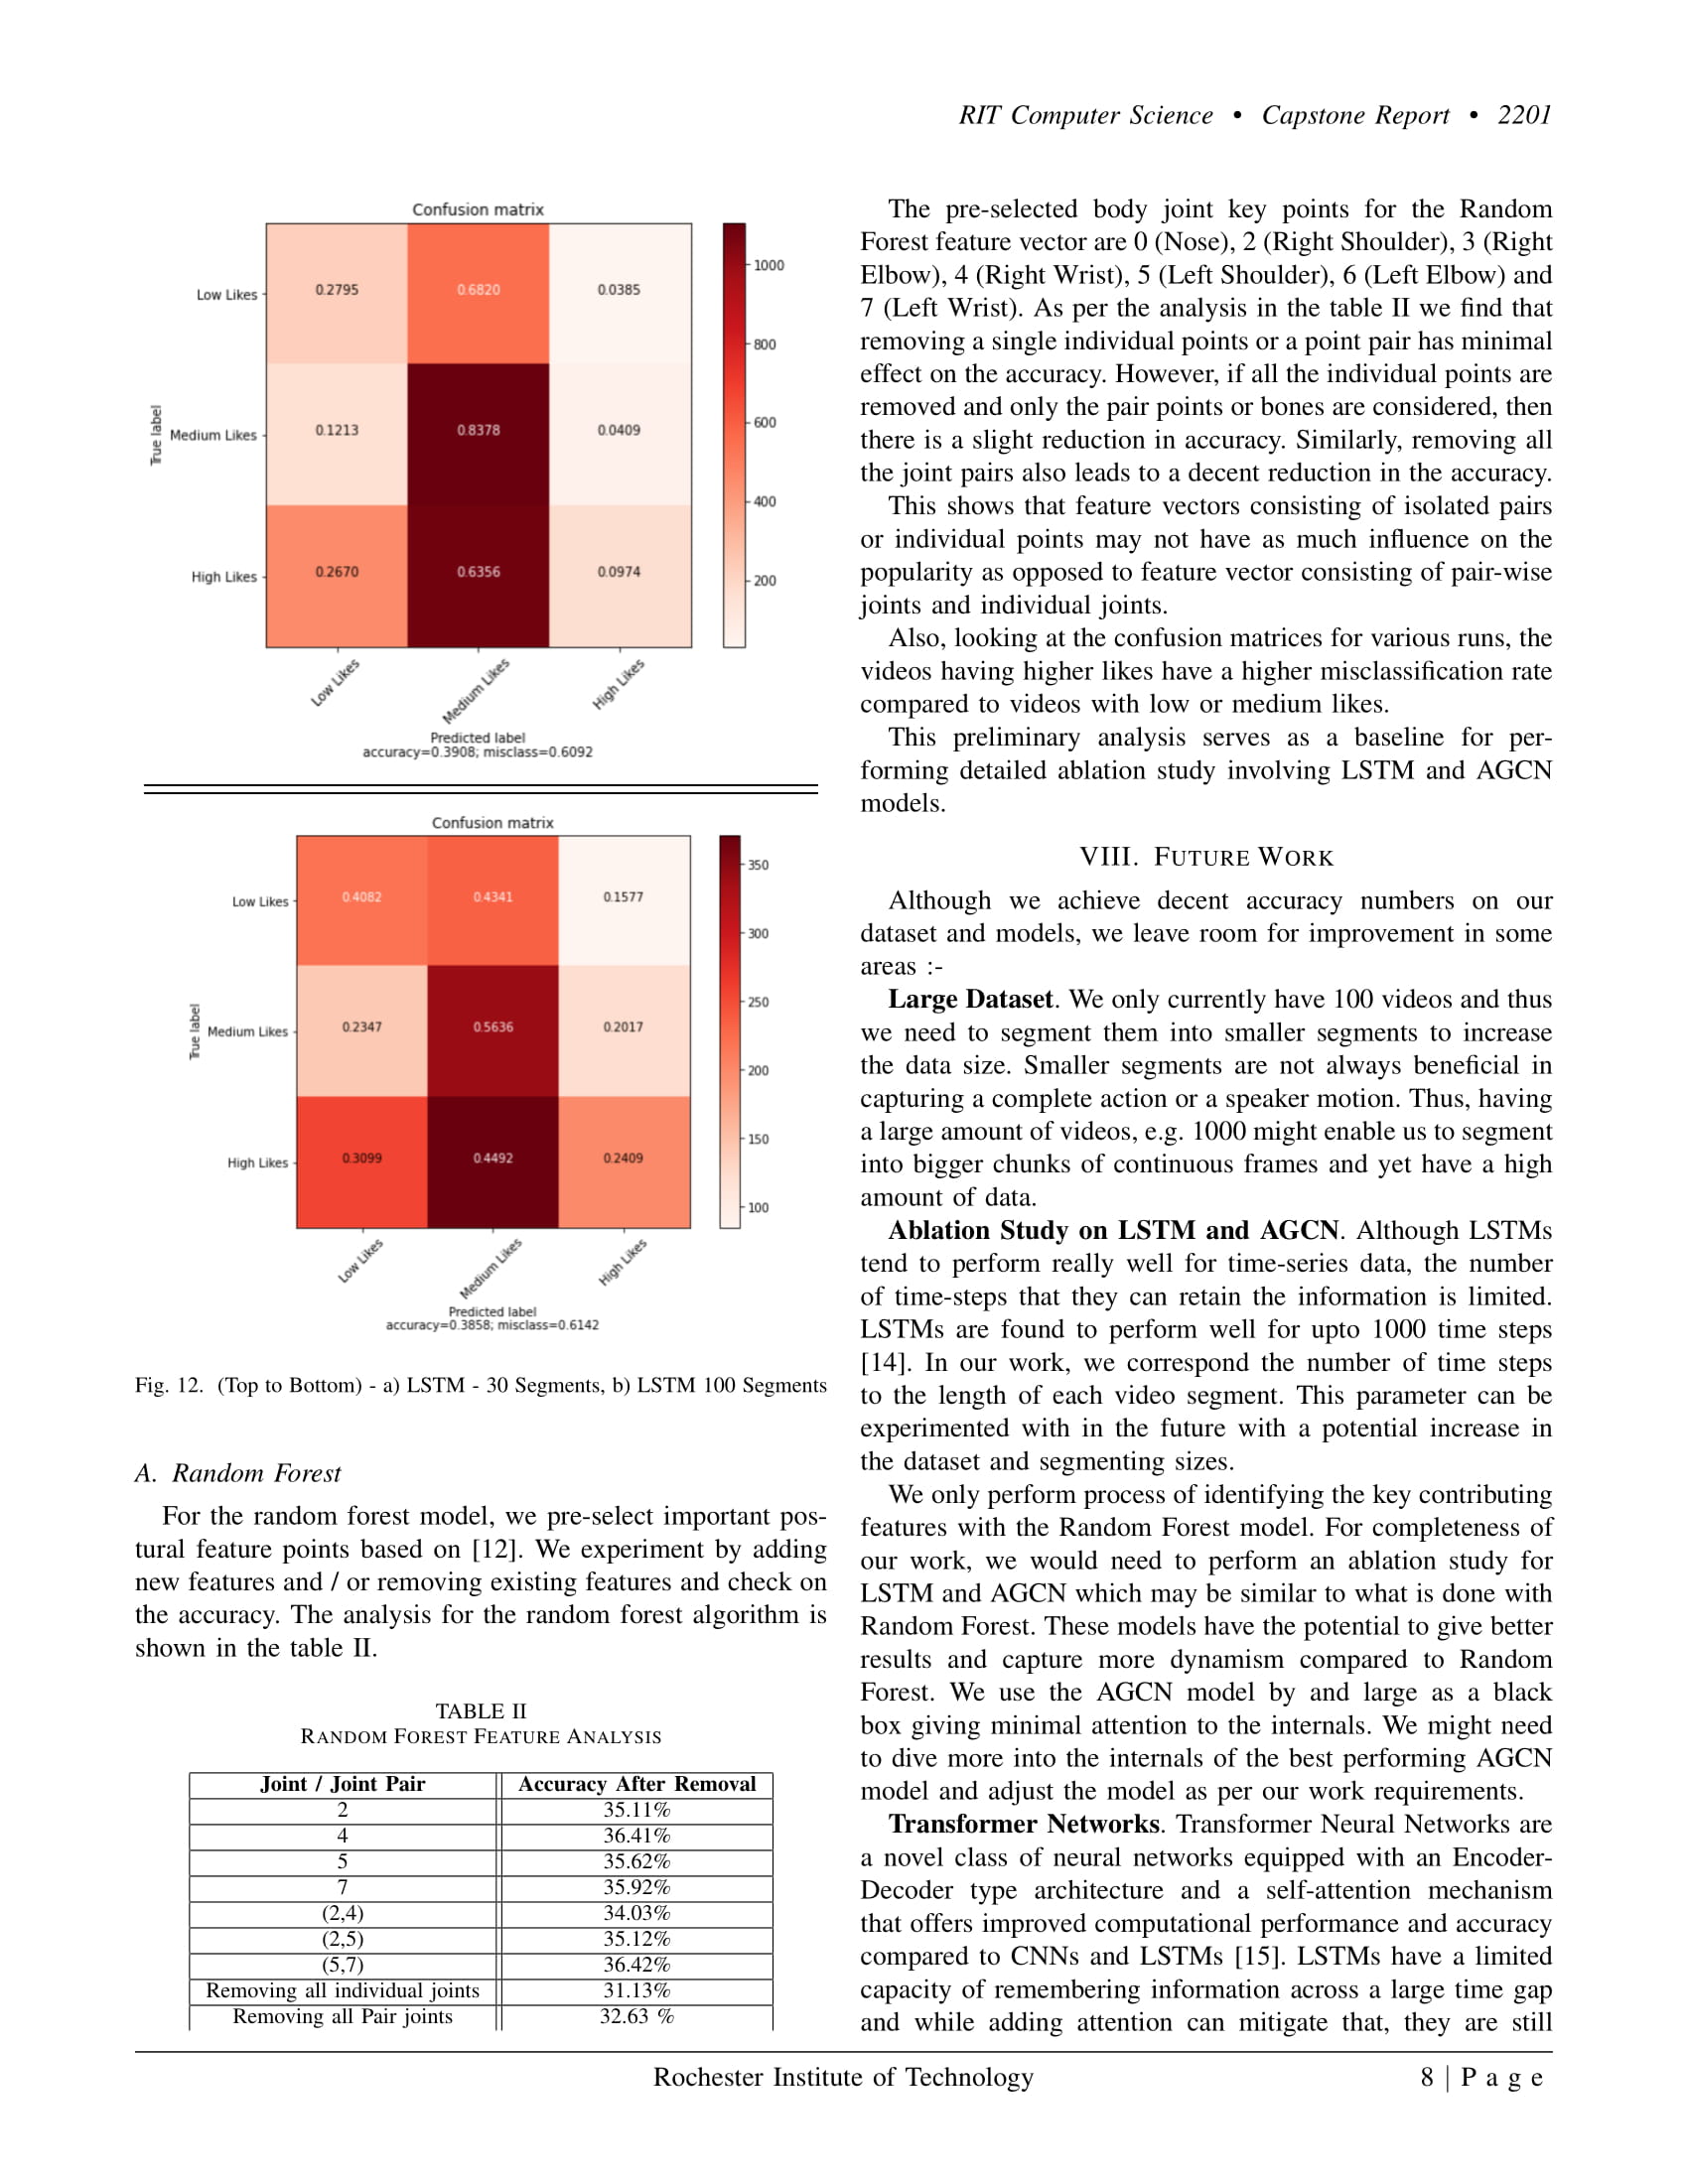 RIT Computer Science • Capstone Report • 2201
Confusion matrix
True label
Low Likes
0.2795
0.6820
0.0385
Medium Likes
0.1213
0.8378
0.0409
High Likes
0.2670
0.6356
0.0974
Low Likes
Medium Likes
High Likes
Predicted label
accuracy=0.3908; misclass=0.6092
1000
800
600
400
200
Confusion matrix
True label
Low Likes
0.4082
0.4341
0.1577
Medium Likes
0.2347
0.5636
0.2017
High Likes
0.3099
0.4492
0.2409
Low Likes
Medium Likes
High Likes
Predicted label
accuracy=0.3858; misclass=0.6142
350
300
250
200
150
100
Fig. 12. (Top to Bottom) - a) LSTM - 30 Segments, b) LSTM 100 Segments
A. Random Forest
For the random forest model, we pre-select important pos-
tural feature points based on [12]. We experiment by adding
new features and / or removing existing features and check on
the accuracy. The analysis for the random forest algorithm is
shown in the table II.
TABLE II
RANDOM FOREST FEATURE ANALYSIS
Joint / Joint Pair Accuracy After Removal
2 35.11%
4 36.41%
5 35.62%
7 35.92%
(2,4) 34.03%
(2,5) 35.12%
(5,7) 36.42%
Removing all individual joints 31.13%
Removing all Pair joints 32.63 %
The pre-selected body joint key points for the Random
Forest feature vector are 0 (Nose), 2 (Right Shoulder), 3 (Right
Elbow), 4 (Right Wrist), 5 (Left Shoulder), 6 (Left Elbow) and
7 (Left Wrist). As per the analysis in the table II we find that
removing a single individual points or a point pair has minimal
effect on the accuracy. However, if all the individual points are
removed and only the pair points or bones are considered, then
there is a slight reduction in accuracy. Similarly, removing all
the joint pairs also leads to a decent reduction in the accuracy.
This shows that feature vectors consisting of isolated pairs
or individual points may not have as much influence on the
popularity as opposed to feature vector consisting of pair-wise
joints and individual joints.
Also, looking at the confusion matrices for various runs, the
videos having higher likes have a higher misclassification rate
compared to videos with low or medium likes.
This preliminary analysis serves as a baseline for per-
forming detailed ablation study involving LSTM and AGCN
models.
VIII. FUTURE WORK
Although we achieve decent accuracy numbers on our
dataset and models, we leave room for improvement in some
areas :-
Large Dataset. We only currently have 100 videos and thus
we need to segment them into smaller segments to increase
the data size. Smaller segments are not always beneficial in
capturing a complete action or a speaker motion. Thus, having
a large amount of videos, e.g. 1000 might enable us to segment
into bigger chunks of continuous frames and yet have a high
amount of data.
Ablation Study on LSTM and AGCN. Although LSTMs
tend to perform really well for time-series data, the number
of time-steps that they can retain the information is limited.
LSTMs are found to perform well for upto 1000 time steps
[14]. In our work, we correspond the number of time steps
to the length of each video segment. This parameter can be
experimented with in the future with a potential increase in
the dataset and segmenting sizes.
We only perform process of identifying the key contributing
features with the Random Forest model. For completeness of
our work, we would need to perform an ablation study for
LSTM and AGCN which may be similar to what is done with
Random Forest. These models have the potential to give better
results and capture more dynamism compared to Random
Forest. We use the AGCN model by and large as a black
box giving minimal attention to the internals. We might need
to dive more into the internals of the best performing AGCN
model and adjust the model as per our work requirements.
Transformer Networks. Transformer Neural Networks are
a novel class of neural networks equipped with an Encoder-
Decoder type architecture and a self-attention mechanism
that offers improved computational performance and accuracy
compared to CNNs and LSTMs [15]. LSTMs have a limited
capacity of remembering information across a large time gap
and while adding attention can mitigate that, they are still
Rochester Institute of Technology
8 | P a g e